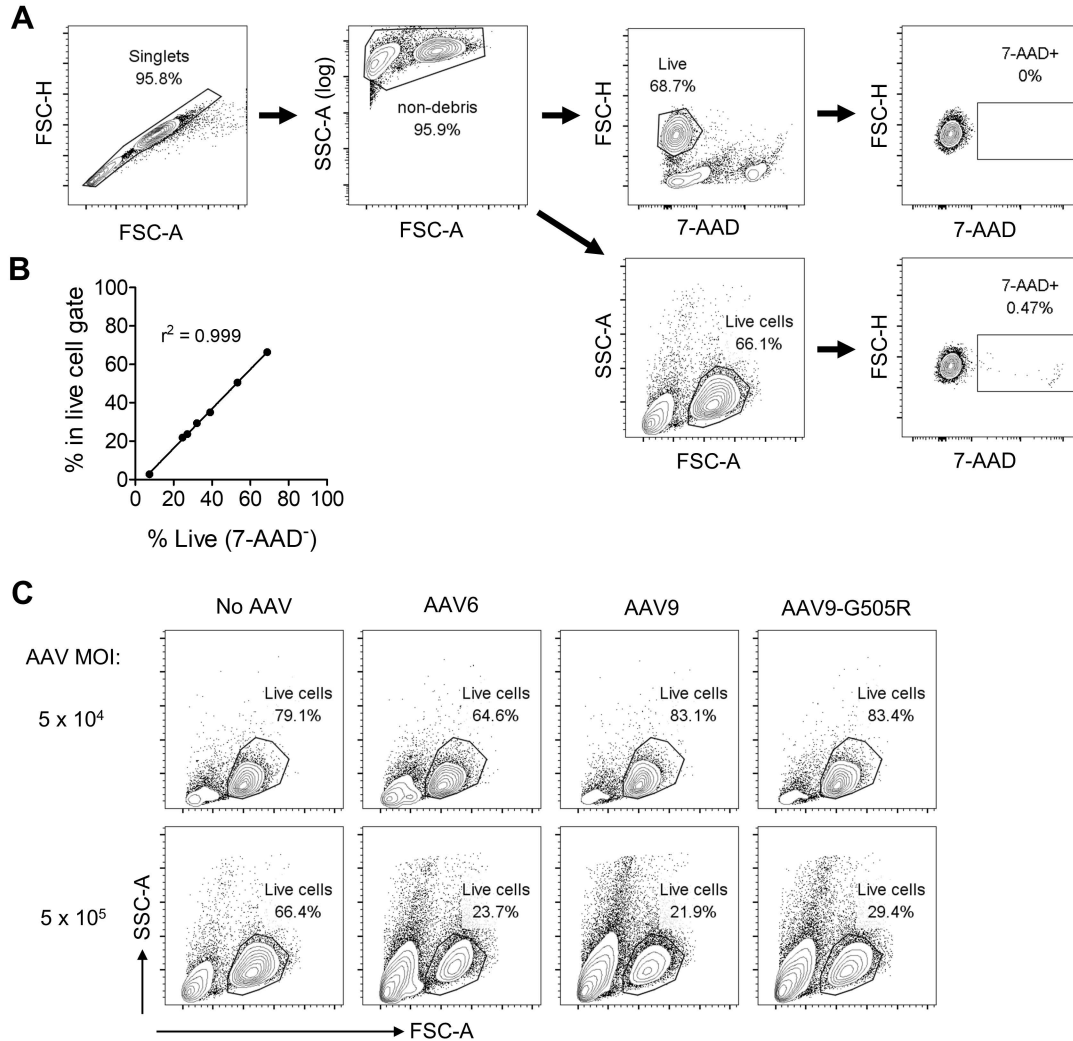 A
FSC-H
Singlets
95.8%
FSC-A
SSC-A (log)
non-debris
95.9%
FSC-A
FSC-H
Live
68.7%
7-AAD
FSC-H
7-AAD+
0%
7-AAD
SSC-A
Live cells
66.1%
FSC-A
FSC-H
7-AAD+
0.47%
7-AAD
B
% in live cell gate
100
80
60
40
20
0
r² = 0.999
0 20 40 60 80 100
% Live (7-AAD⁻)
C
No AAV AAV6 AAV9 AAV9-G505R
AAV MOI:
5 x 10⁴
Live cells
79.1%
Live cells
64.6%
Live cells
83.1%
Live cells
83.4%
5 x 10⁵
Live cells
66.4%
Live cells
23.7%
Live cells
21.9%
Live cells
29.4%
SSC-A
FSC-A